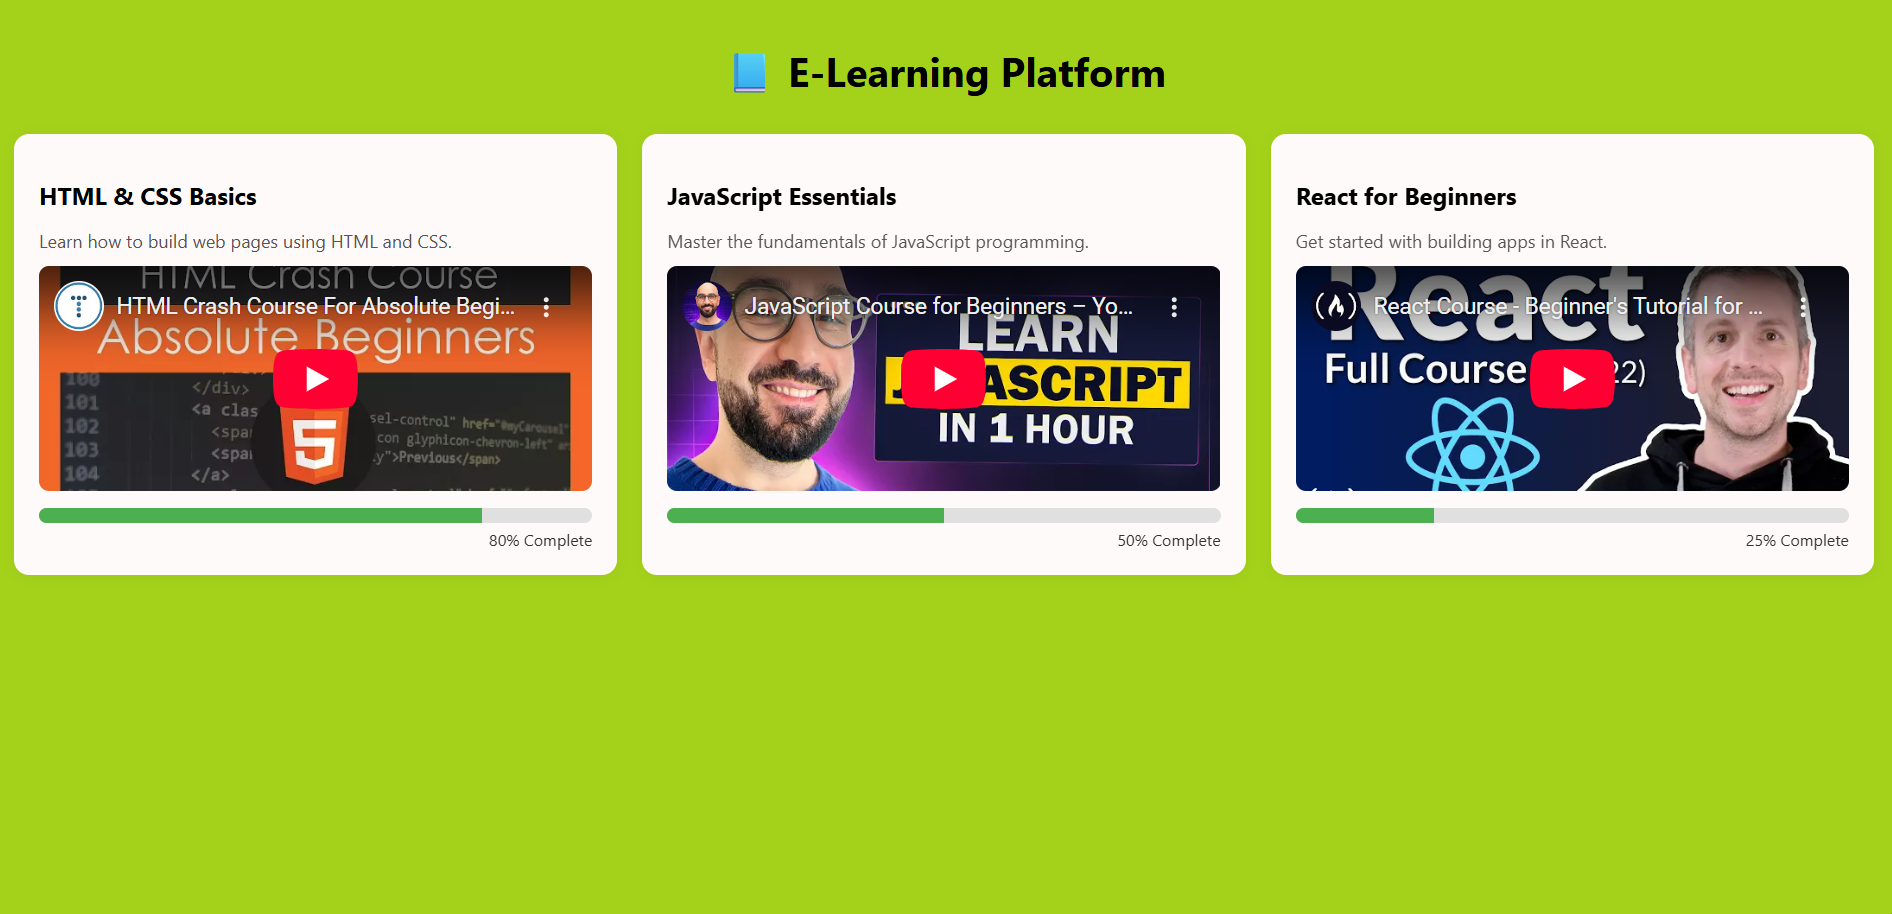 E-Learning Platform
HTML & CSS Basics
Learn how to build web pages using HTML and CSS.
HTML Crash Course
HTML Crash Course For Absolute Begi...
Absolute Beginners
100
</div>
101
<a clas
102
sel-control" href="#myCarousel"
<spa
103
con glyphicon-chevron-left"
<spa
">Previous</span>
104
</a>
5
80% Complete
JavaScript Essentials
Master the fundamentals of JavaScript programming.
JavaScript Course for Beginners – Yo...
LEARN
ASCRIPT
IN 1 HOUR
50% Complete
React for Beginners
Get started with building apps in React.
React
React Course - Beginner's Tutorial for ...
Full Course
22)
25% Complete